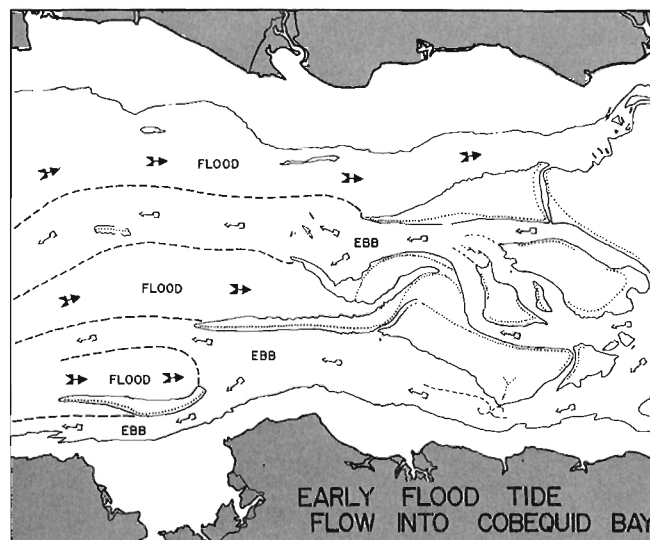 FLOOD
EBB
FLOOD
EBB
FLOOD
EBB
EARLY FLOOD TIDE
FLOW INTO COBEQUID BAY